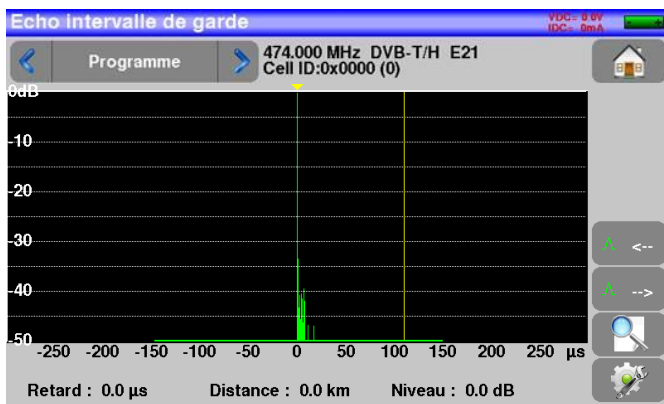 Echo intervalle de garde
VDC= 0.0V
IDC= 0mA
Programme
474.000 MHz DVB-T/H E21
Cell ID:0x0000 (0)
0dB
-10
-20
-30
-40
-50
-250 -200 -150 -100 -50 0 50 100 150 200 250 µs
<--
-->
Retard : 0.0 µs Distance : 0.0 km Niveau : 0.0 dB